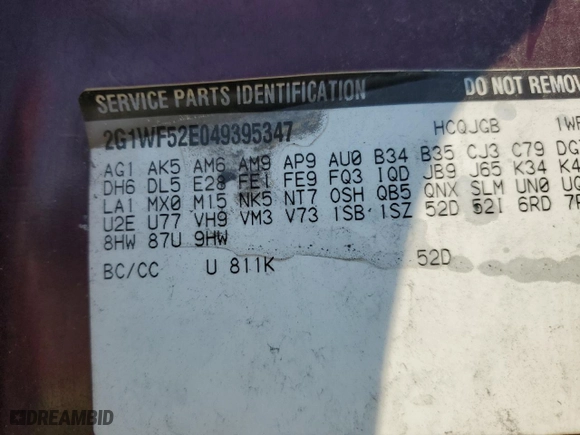 SERVICE PARTS IDENTIFICATION DO NOT REMOV
2G1WF52E049395347 HCQJGB 1WF
AG1 AK5 AM6 AM9 AP9 AU0 B34 B35 CJ3 C79 DG7
DH6 DL5 E28 FE1 FE9 FQ3 IQD JB9 J65 K34 K4
LA1 MX0 M15 NK5 NT7 OSH QB5 QNX SLM UN0 UQ
U2E U77 VH9 VM3 V73 1SB 1SZ 52D 52I 6RD 7P
8HW 87U 9HW
BC/CC U 811K 52D
DREAMBID